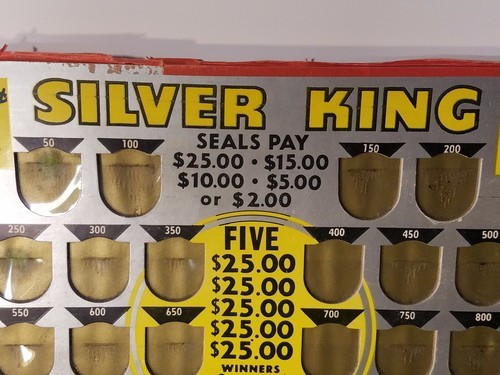 SILVER KING
50 100 SEALS PAY 150 200
$25.00 · $15.00
$10.00 · $5.00
or $2.00
250 300 350 FIVE 400 450 500
$25.00
$25.00
$25.00
550 600 650 $25.00 700 750 800
$25.00
WINNERS